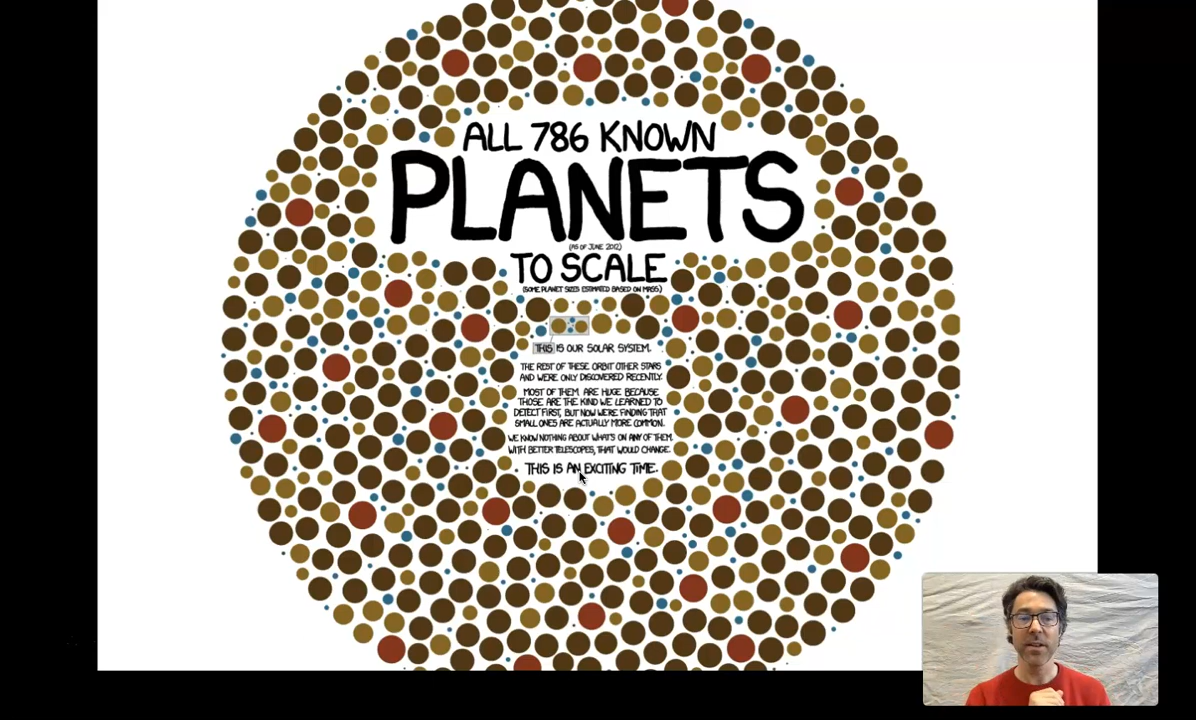 ALL 786 KNOWN
PLANETS
(AS OF JUNE 2012)
TO SCALE
(SOME PLANET SIZES ESTIMATED BASED ON MASS)
THIS IS OUR SOLAR SYSTEM.
THE REST OF THESE ORBIT OTHER STARS
AND WERE ONLY DISCOVERED RECENTLY.
MOST OF THEM ARE HUGE BECAUSE
THOSE ARE THE KIND WE LEARNED TO
DETECT FIRST, BUT NOW WE'RE FINDING THAT
SMALL ONES ARE ACTUALLY MORE COMMON.
WE KNOW NOTHING ABOUT WHAT'S ON ANY OF THEM.
WITH BETTER TELESCOPES, THAT WOULD CHANGE.
THIS IS AN EXCITING TIME.